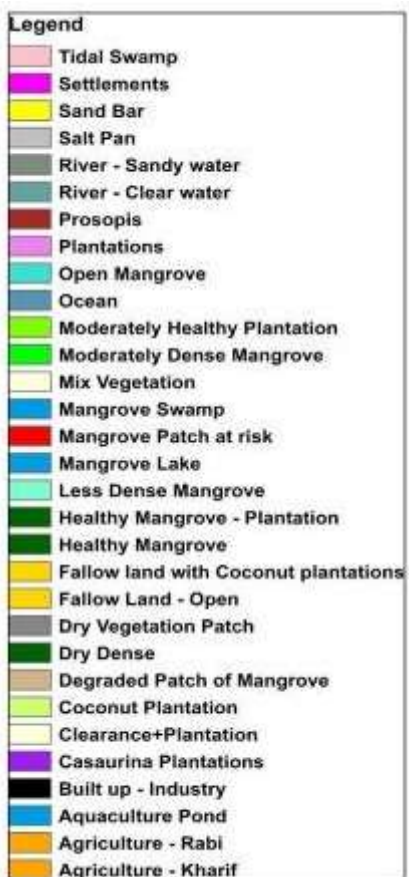 Legend
Tidal Swamp
Settlements
Sand Bar
Salt Pan
River - Sandy water
River - Clear water
Prosopis
Plantations
Open Mangrove
Ocean
Moderately Healthy Plantation
Moderately Dense Mangrove
Mix Vegetation
Mangrove Swamp
Mangrove Patch at risk
Mangrove Lake
Less Dense Mangrove
Healthy Mangrove - Plantation
Healthy Mangrove
Fallow land with Coconut plantations
Fallow Land - Open
Dry Vegetation Patch
Dry Dense
Degraded Patch of Mangrove
Coconut Plantation
Clearance+Plantation
Casaurina Plantations
Built up - Industry
Aquaculture Pond
Agriculture - Rabi
Agriculture - Kharif